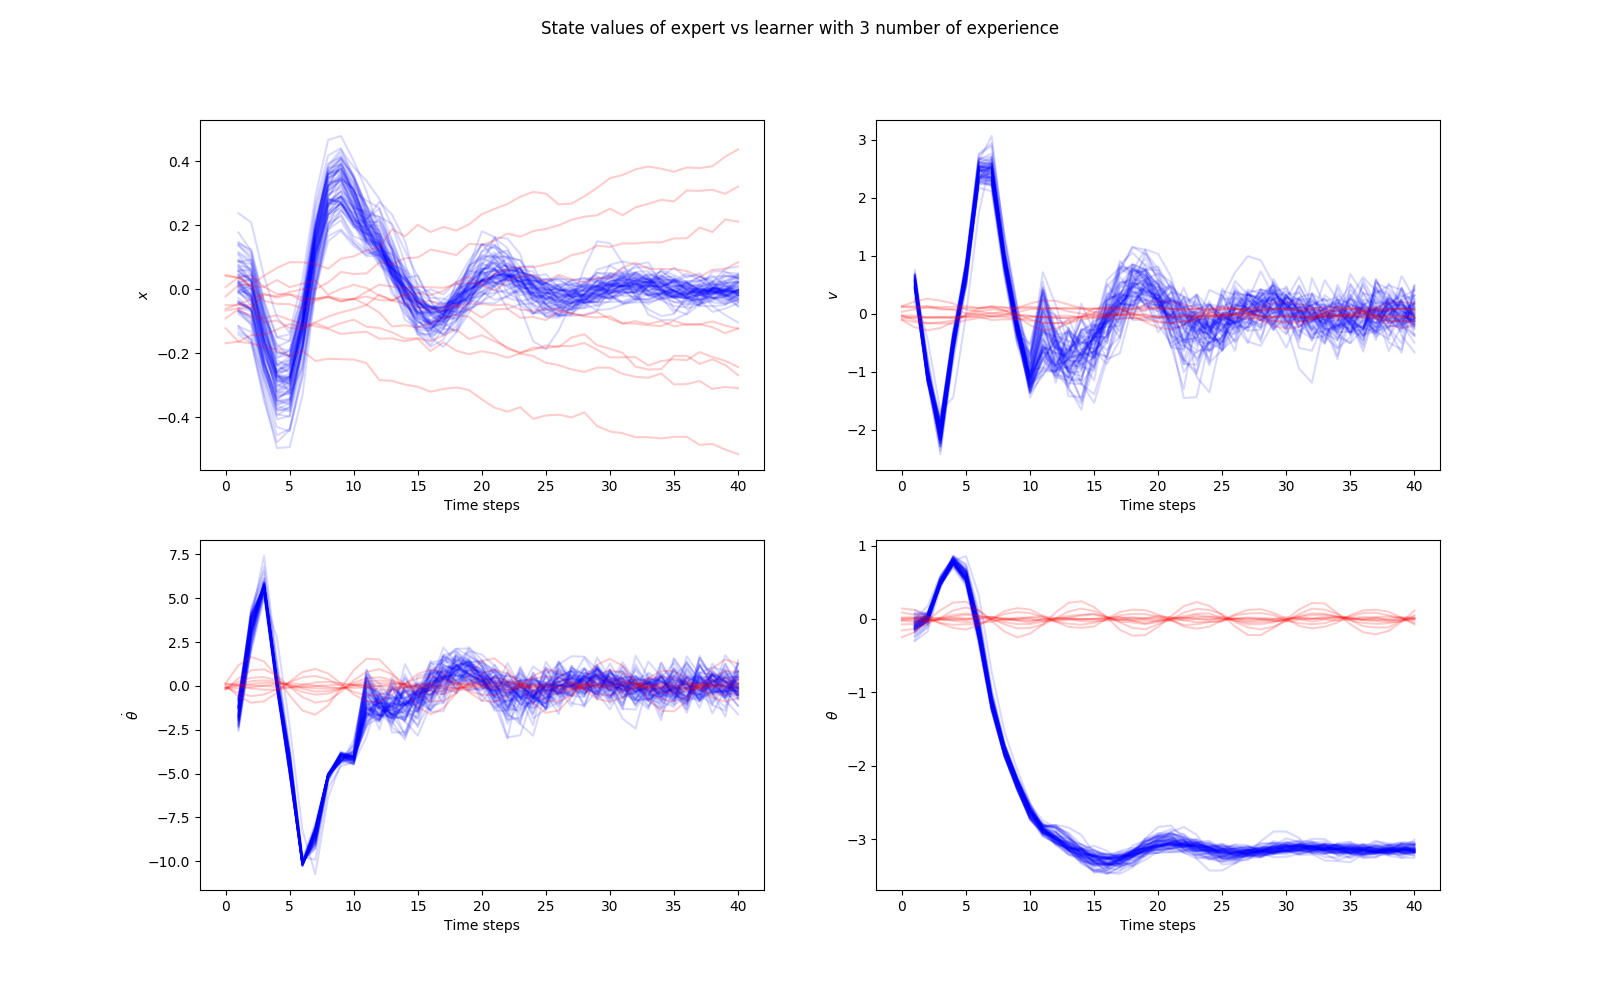 State values of expert vs learner with 3 number of experience
x
0.4
0.2
0.0
−0.2
−0.4
0 5 10 15 20 25 30 35 40
Time steps
v
3
2
1
0
−1
−2
0 5 10 15 20 25 30 35 40
Time steps
θ̇
7.5
5.0
2.5
0.0
−2.5
−5.0
−7.5
−10.0
0 5 10 15 20 25 30 35 40
Time steps
θ
1
0
−1
−2
−3
0 5 10 15 20 25 30 35 40
Time steps